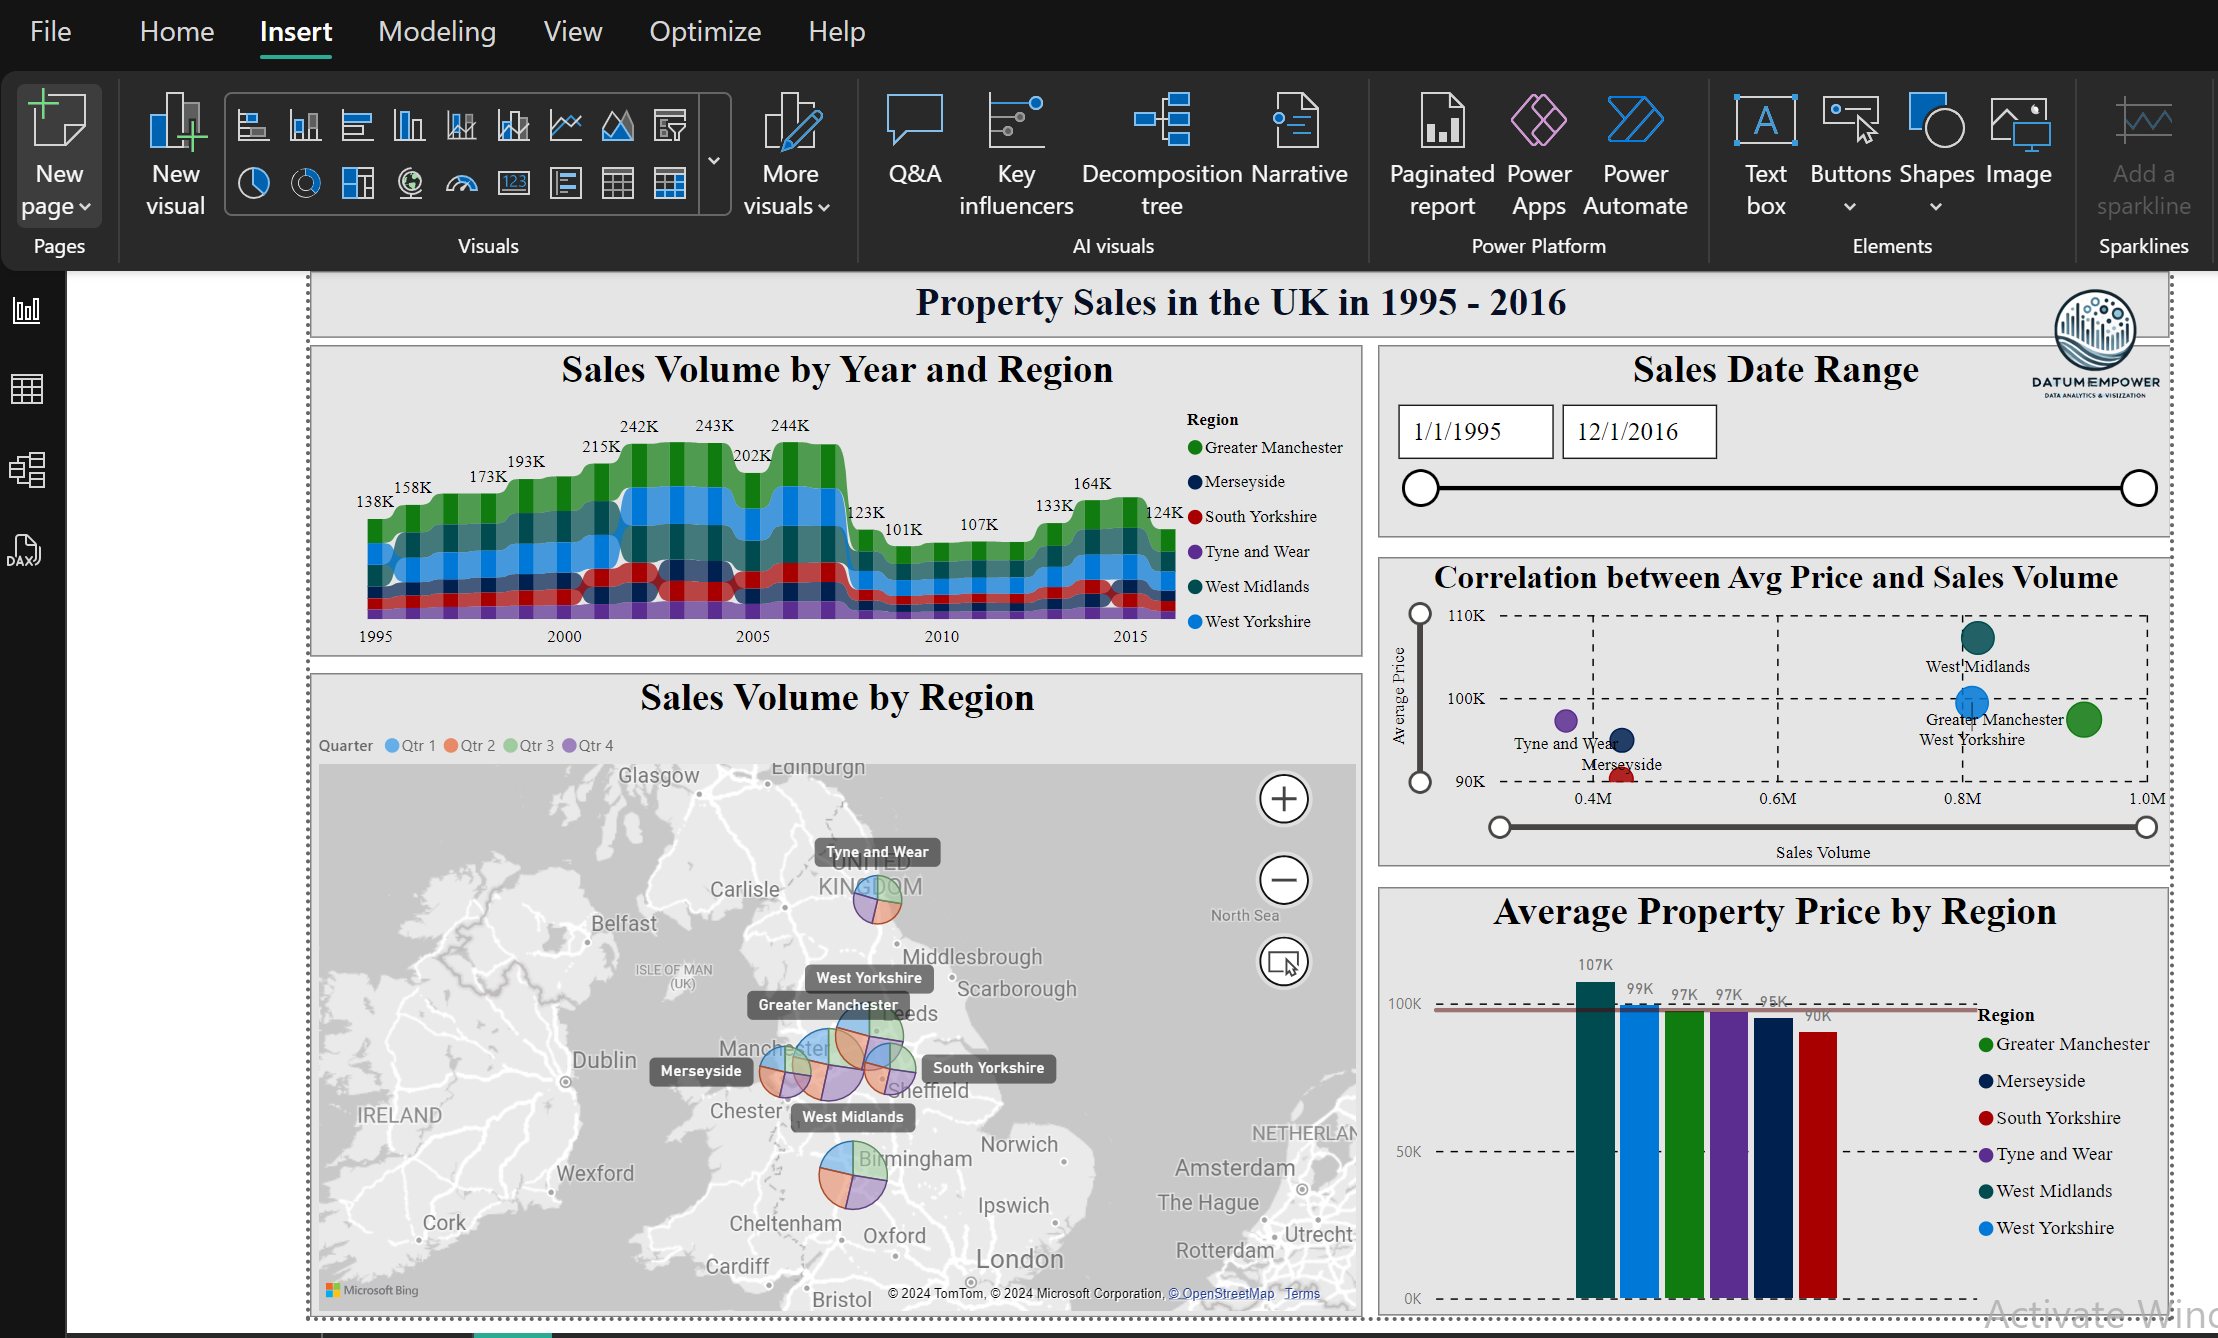 File Home Insert Modeling View Optimize Help
New page
New visual
123
More visuals
Q&A
Key influencers
Decomposition tree
Narrative
Paginated report
Power Apps
Power Automate
A
Text box
Buttons
Shapes
Image
Add a sparkline
Pages
Visuals
AI visuals
Power Platform
Elements
Sparklines
DAX
Property Sales in the UK in 1995 - 2016
DATUMEMPOWER
DATA ANALYTICS & VISIZZATION
Sales Volume by Year and Region
138K 158K 173K 193K 215K 242K 243K 202K 244K 123K 101K 107K 133K 164K 124K
1995 2000 2005 2010 2015
Region
Greater Manchester
Merseyside
South Yorkshire
Tyne and Wear
West Midlands
West Yorkshire
Sales Date Range
1/1/1995 12/1/2016
Correlation between Avg Price and Sales Volume
Average Price
110K
100K
90K
West Midlands
Greater Manchester
West Yorkshire
Tyne and Wear
Merseyside
0.4M 0.6M 0.8M 1.0M
Sales Volume
Sales Volume by Region
Quarter Qtr 1 Qtr 2 Qtr 3 Qtr 4
Glasgow
Edinburgh
Tyne and Wear
UNITED KINGDOM
Carlisle
North Sea
Belfast
Middlesbrough
ISLE OF MAN
(UK)
West Yorkshire
Scarborough
Greater Manchester
Leeds
Manchester
Dublin
Merseyside
South Yorkshire
Sheffield
Chester
West Midlands
IRELAND
NETHERLAN
Norwich
Birmingham
Amsterdam
Wexford
The Hague
Ipswich
Cork
Cheltenham
Oxford
Utrecht
Rotterdam
London
Cardiff
Bristol
Microsoft Bing
© 2024 TomTom, © 2024 Microsoft Corporation, © OpenStreetMap Terms
Average Property Price by Region
107K 99K 97K 97K 95K 90K
100K
50K
0K
Region
Greater Manchester
Merseyside
South Yorkshire
Tyne and Wear
West Midlands
West Yorkshire
Activate Winc